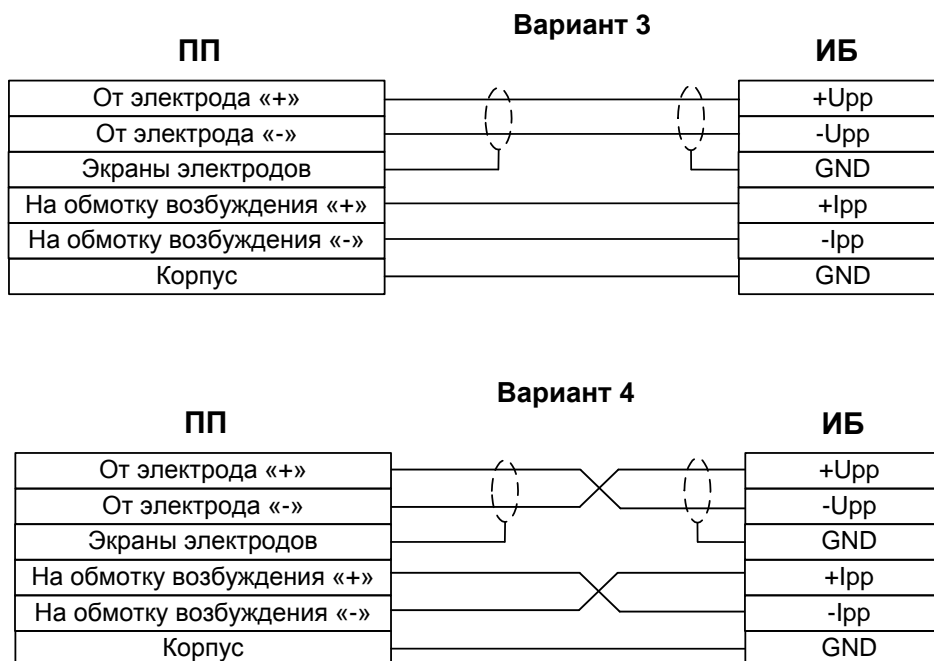 Вариант 3
ПП ИБ
От электрода «+» +Upp
От электрода «-» -Upp
Экраны электродов GND
На обмотку возбуждения «+» +Ipp
На обмотку возбуждения «-» -Ipp
Корпус GND
Вариант 4
ПП ИБ
От электрода «+» +Upp
От электрода «-» -Upp
Экраны электродов GND
На обмотку возбуждения «+» +Ipp
На обмотку возбуждения «-» -Ipp
Корпус GND